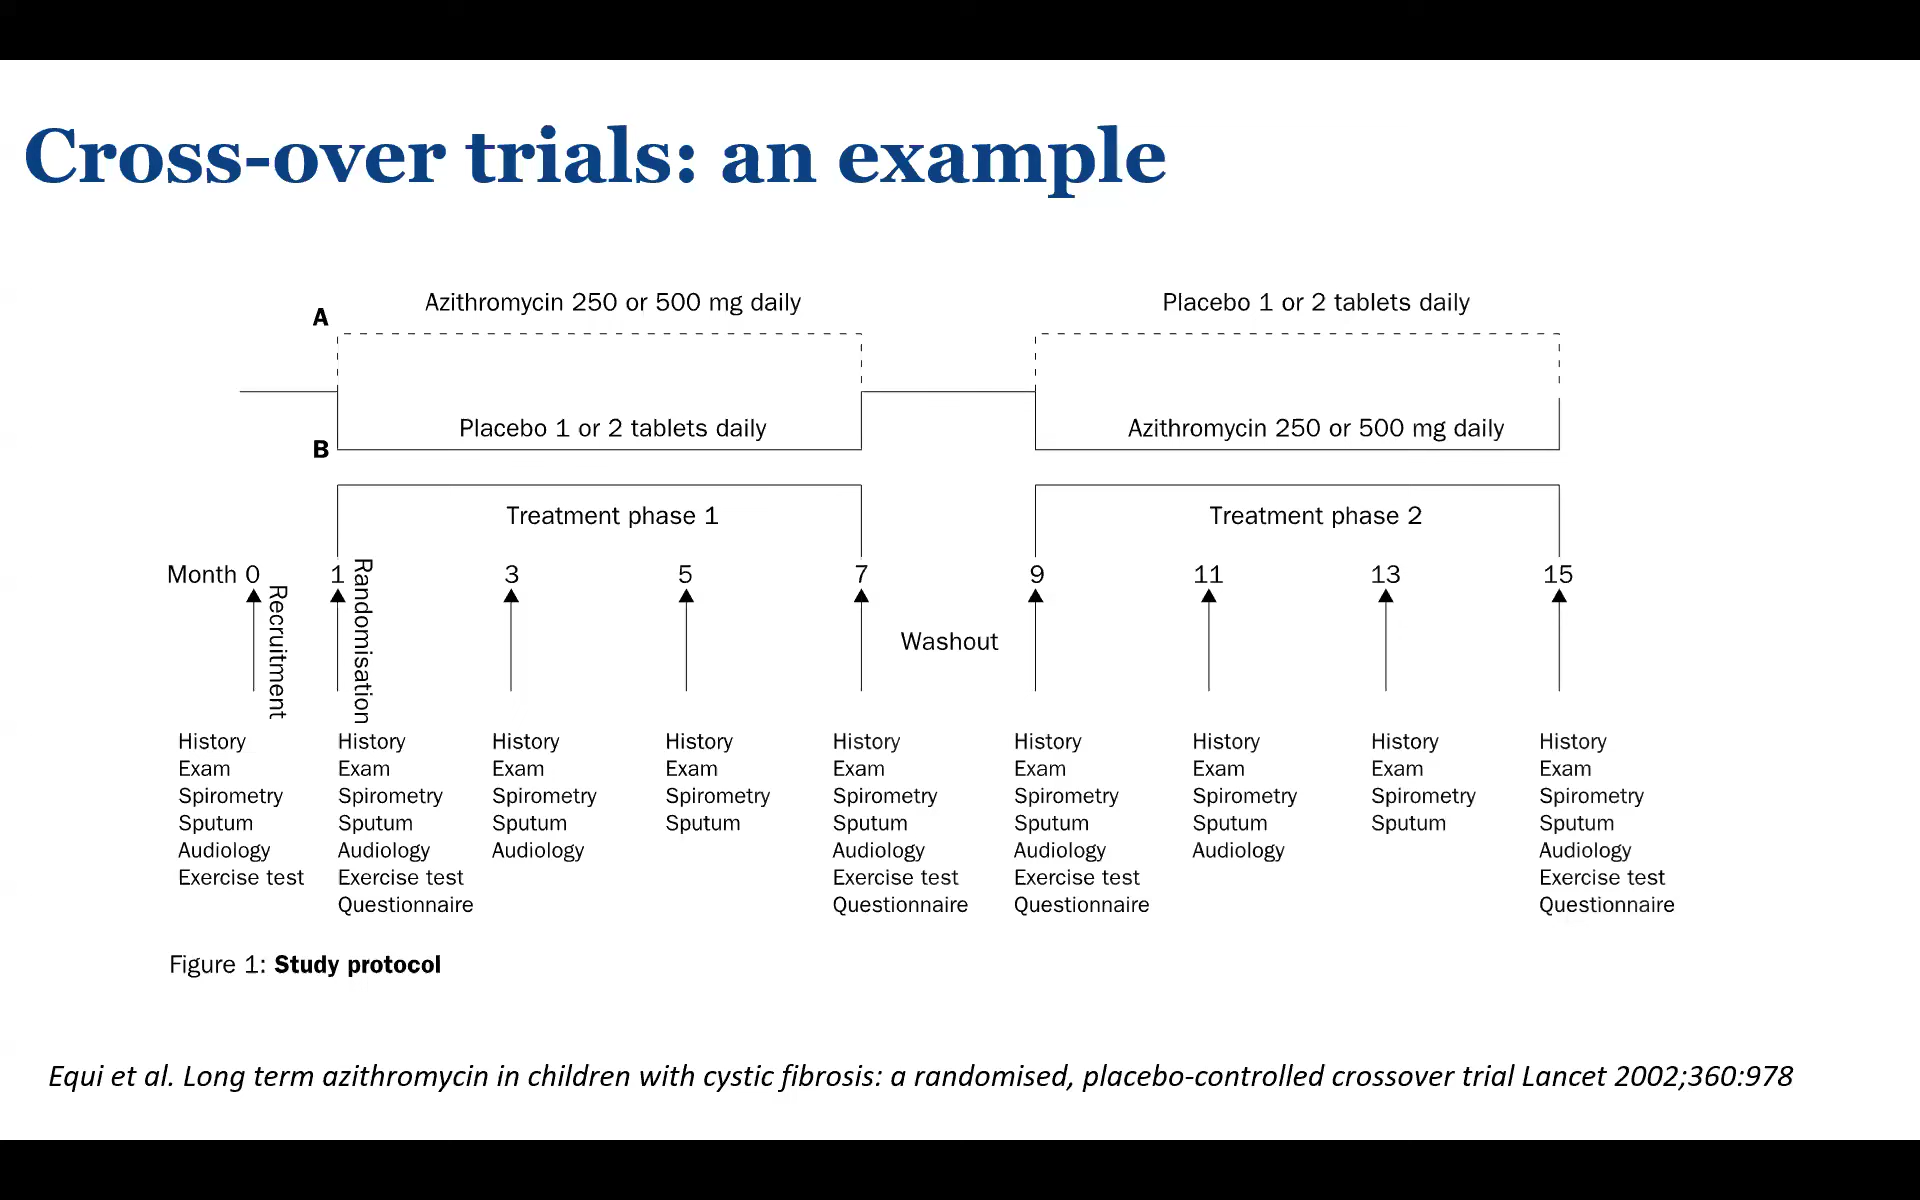 Cross-over trials: an example
Azithromycin 250 or 500 mg daily
Placebo 1 or 2 tablets daily
A
Placebo 1 or 2 tablets daily
Azithromycin 250 or 500 mg daily
B
Treatment phase 1
Treatment phase 2
Month 0
1
3
5
7
9
11
13
15
Recruitment
Randomisation
Washout
History
Exam
Spirometry
Sputum
Audiology
Exercise test
History
Exam
Spirometry
Sputum
Audiology
Exercise test
Questionnaire
History
Exam
Spirometry
Sputum
Audiology
History
Exam
Spirometry
Sputum
History
Exam
Spirometry
Sputum
Audiology
Exercise test
Questionnaire
History
Exam
Spirometry
Sputum
Audiology
Exercise test
Questionnaire
History
Exam
Spirometry
Sputum
Audiology
History
Exam
Spirometry
Sputum
History
Exam
Spirometry
Sputum
Audiology
Exercise test
Questionnaire
Figure 1: Study protocol
Equi et al. Long term azithromycin in children with cystic fibrosis: a randomised, placebo-controlled crossover trial Lancet 2002;360:978